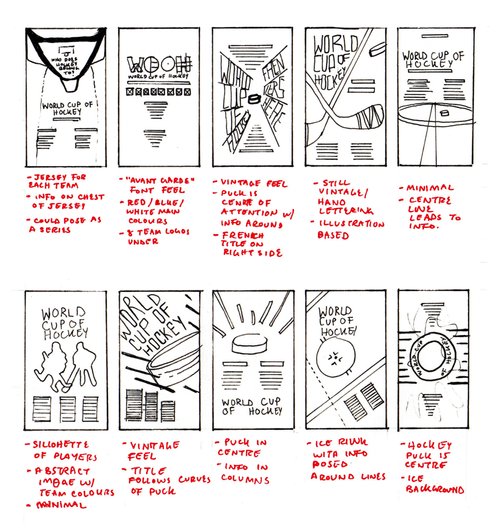 WHO DOES
HOCKEY
BELONG
TO?
WORLD CUP OF
HOCKEY
- JERSEY FOR
EACH TEAM
- INFO ON CHEST
OF JERSEY
- COULD POSE AS
A SERIES
WCOH
WORLD CUP OF HOCKEY
- "AVANT GARDE"
FONT FEEL
- RED/BLUE/
WHITE MAIN
COLOURS
- 8 TEAM LOGOS
UNDER
WORLD
CUP
OF
HOCKEY
- VINTAGE FEEL
- PUCK IS
CENTRE OF
ATTENTION W/
INFO AROUND
- FRENCH
TITLE ON
RIGHT SIDE
WORLD
CUP OF
HOCKEY
- STILL
VINTAGE/
HAND
LETTERING
- ILLUSTRATION
BASED
WORLD CUP OF
HOCKEY
- MINIMAL
- CENTRE
LINE
LEADS TO
INFO.
WORLD
CUP OF
HOCKEY
- SILHOETTE
OF PLAYERS
- ABSTRACT
IMAGE W/
TEAM COLOURS
- MINIMAL
WORLD
CUP OF
HOCKEY
- VINTAGE
FEEL
- TITLE
FOLLOWS CURVES
OF PUCK
WORLD CUP
OF HOCKEY
- PUCK IN
CENTRE
- INFO IN
COLUMNS
WORLD
CUP OF
HOCKEY
- ICE RINK
WITH INFO
POSED
AROUND LINES
WORLD CUP
OF HOCKEY
- HOCKEY
PUCK IS
CENTRE
- ICE
BACKGROUND